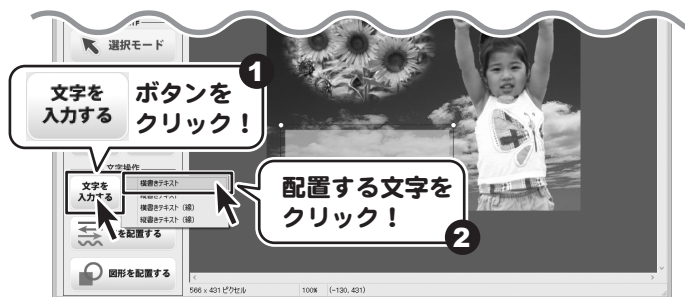 選択モード
1
文字を
入力する
ボタンを
クリック！
文字操作
文字を
入力する
横書きテキスト
横書きテキスト（線）
縦書きテキスト（線）
を配置する
図形を配置する
配置する文字を
クリック！
2
566 x 431 ピクセル
100%
(-130, 431)